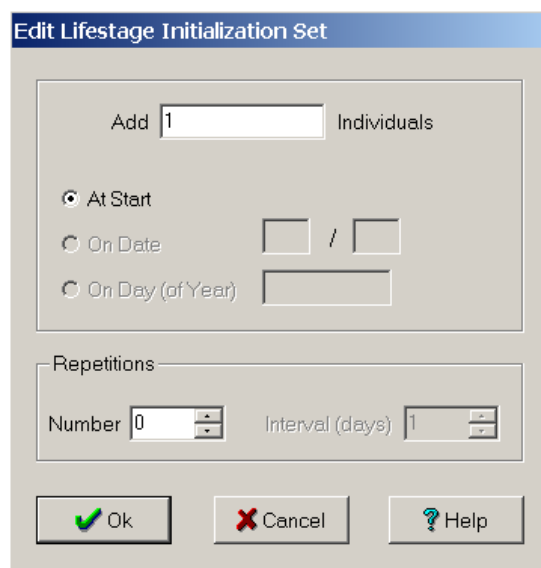 Edit Lifestage Initialization Set
Add 1 Individuals
At Start
On Date /
On Day (of Year)
Repetitions
Number 0 Interval (days) 1
Ok Cancel ? Help